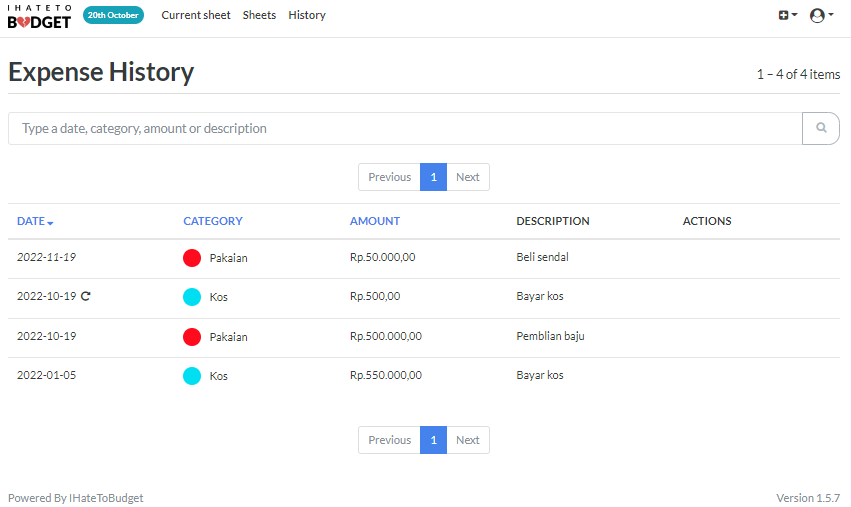 IHATETO
BUDGET
20th October
Current sheet
Sheets
History
Expense History
1 – 4 of 4 items
Type a date, category, amount or description
Previous 1 Next
DATE CATEGORY AMOUNT DESCRIPTION ACTIONS
2022-11-19 Pakaian Rp.50.000,00 Beli sendal
2022-10-19 Kos Rp.500,00 Bayar kos
2022-10-19 Pakaian Rp.500.000,00 Pemblian baju
2022-01-05 Kos Rp.550.000,00 Bayar kos
Previous 1 Next
Powered By IHateToBudget
Version 1.5.7